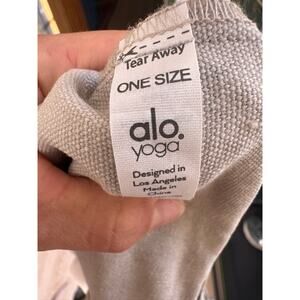 Tear Away
ONE SIZE
alo.
yoga
Designed in
Los Angeles
Made in
China